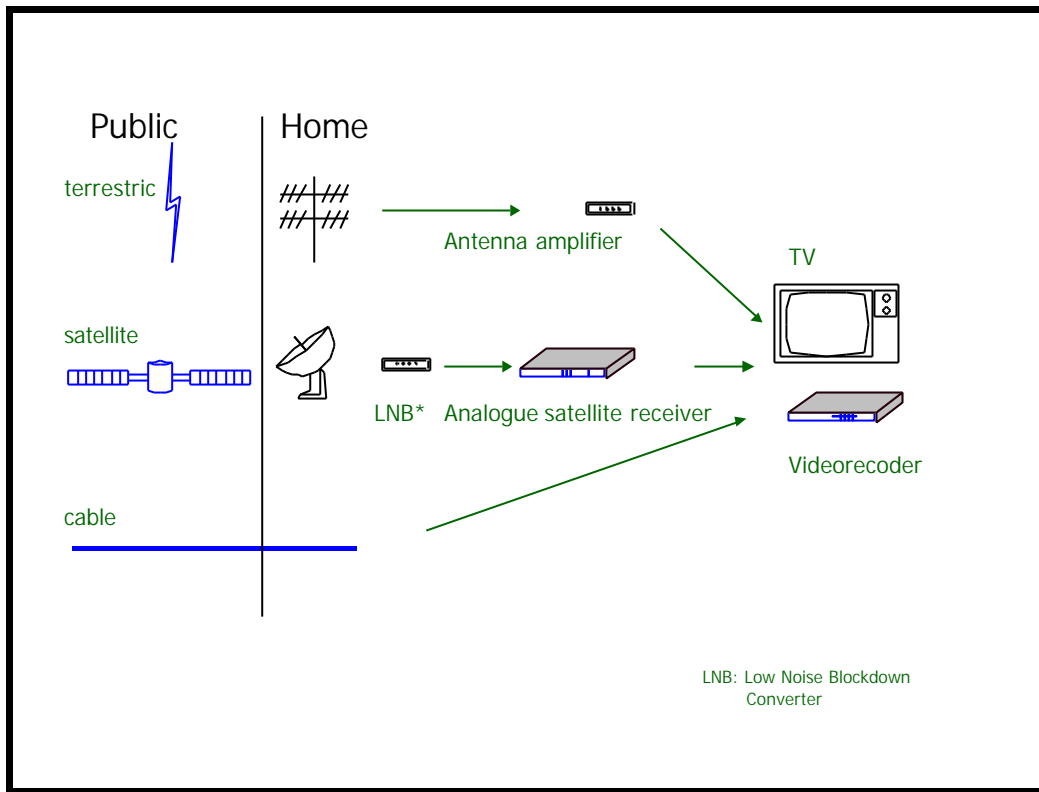 Public
Home
terrestric
Antenna amplifier
TV
satellite
LNB*
Analogue satellite receiver
Videorecoder
cable
LNB: Low Noise Blockdown
Converter